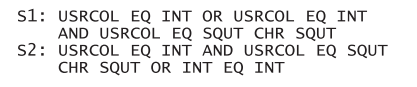 S1: USRCOL EQ INT OR USRCOL EQ INT
AND USRCOL EQ SQUT CHR SQUT
S2: USRCOL EQ INT AND USRCOL EQ SQUT
CHR SQUT OR INT EQ INT